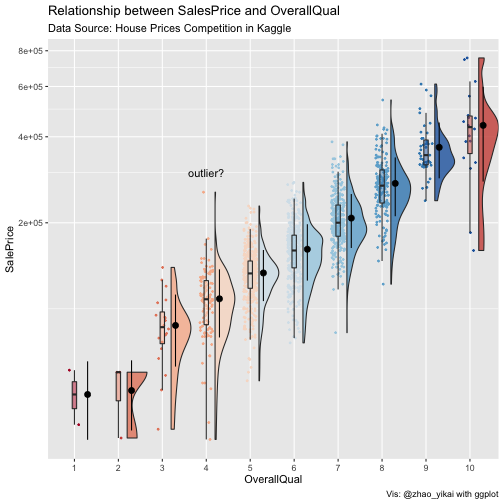 Relationship between SalesPrice and OverallQual
Data Source: House Prices Competition in Kaggle
8e+05
6e+05
4e+05
2e+05
outlier?
SalePrice
1 2 3 4 5 6 7 8 9 10
OverallQual
Vis: @zhao_yikai with ggplot